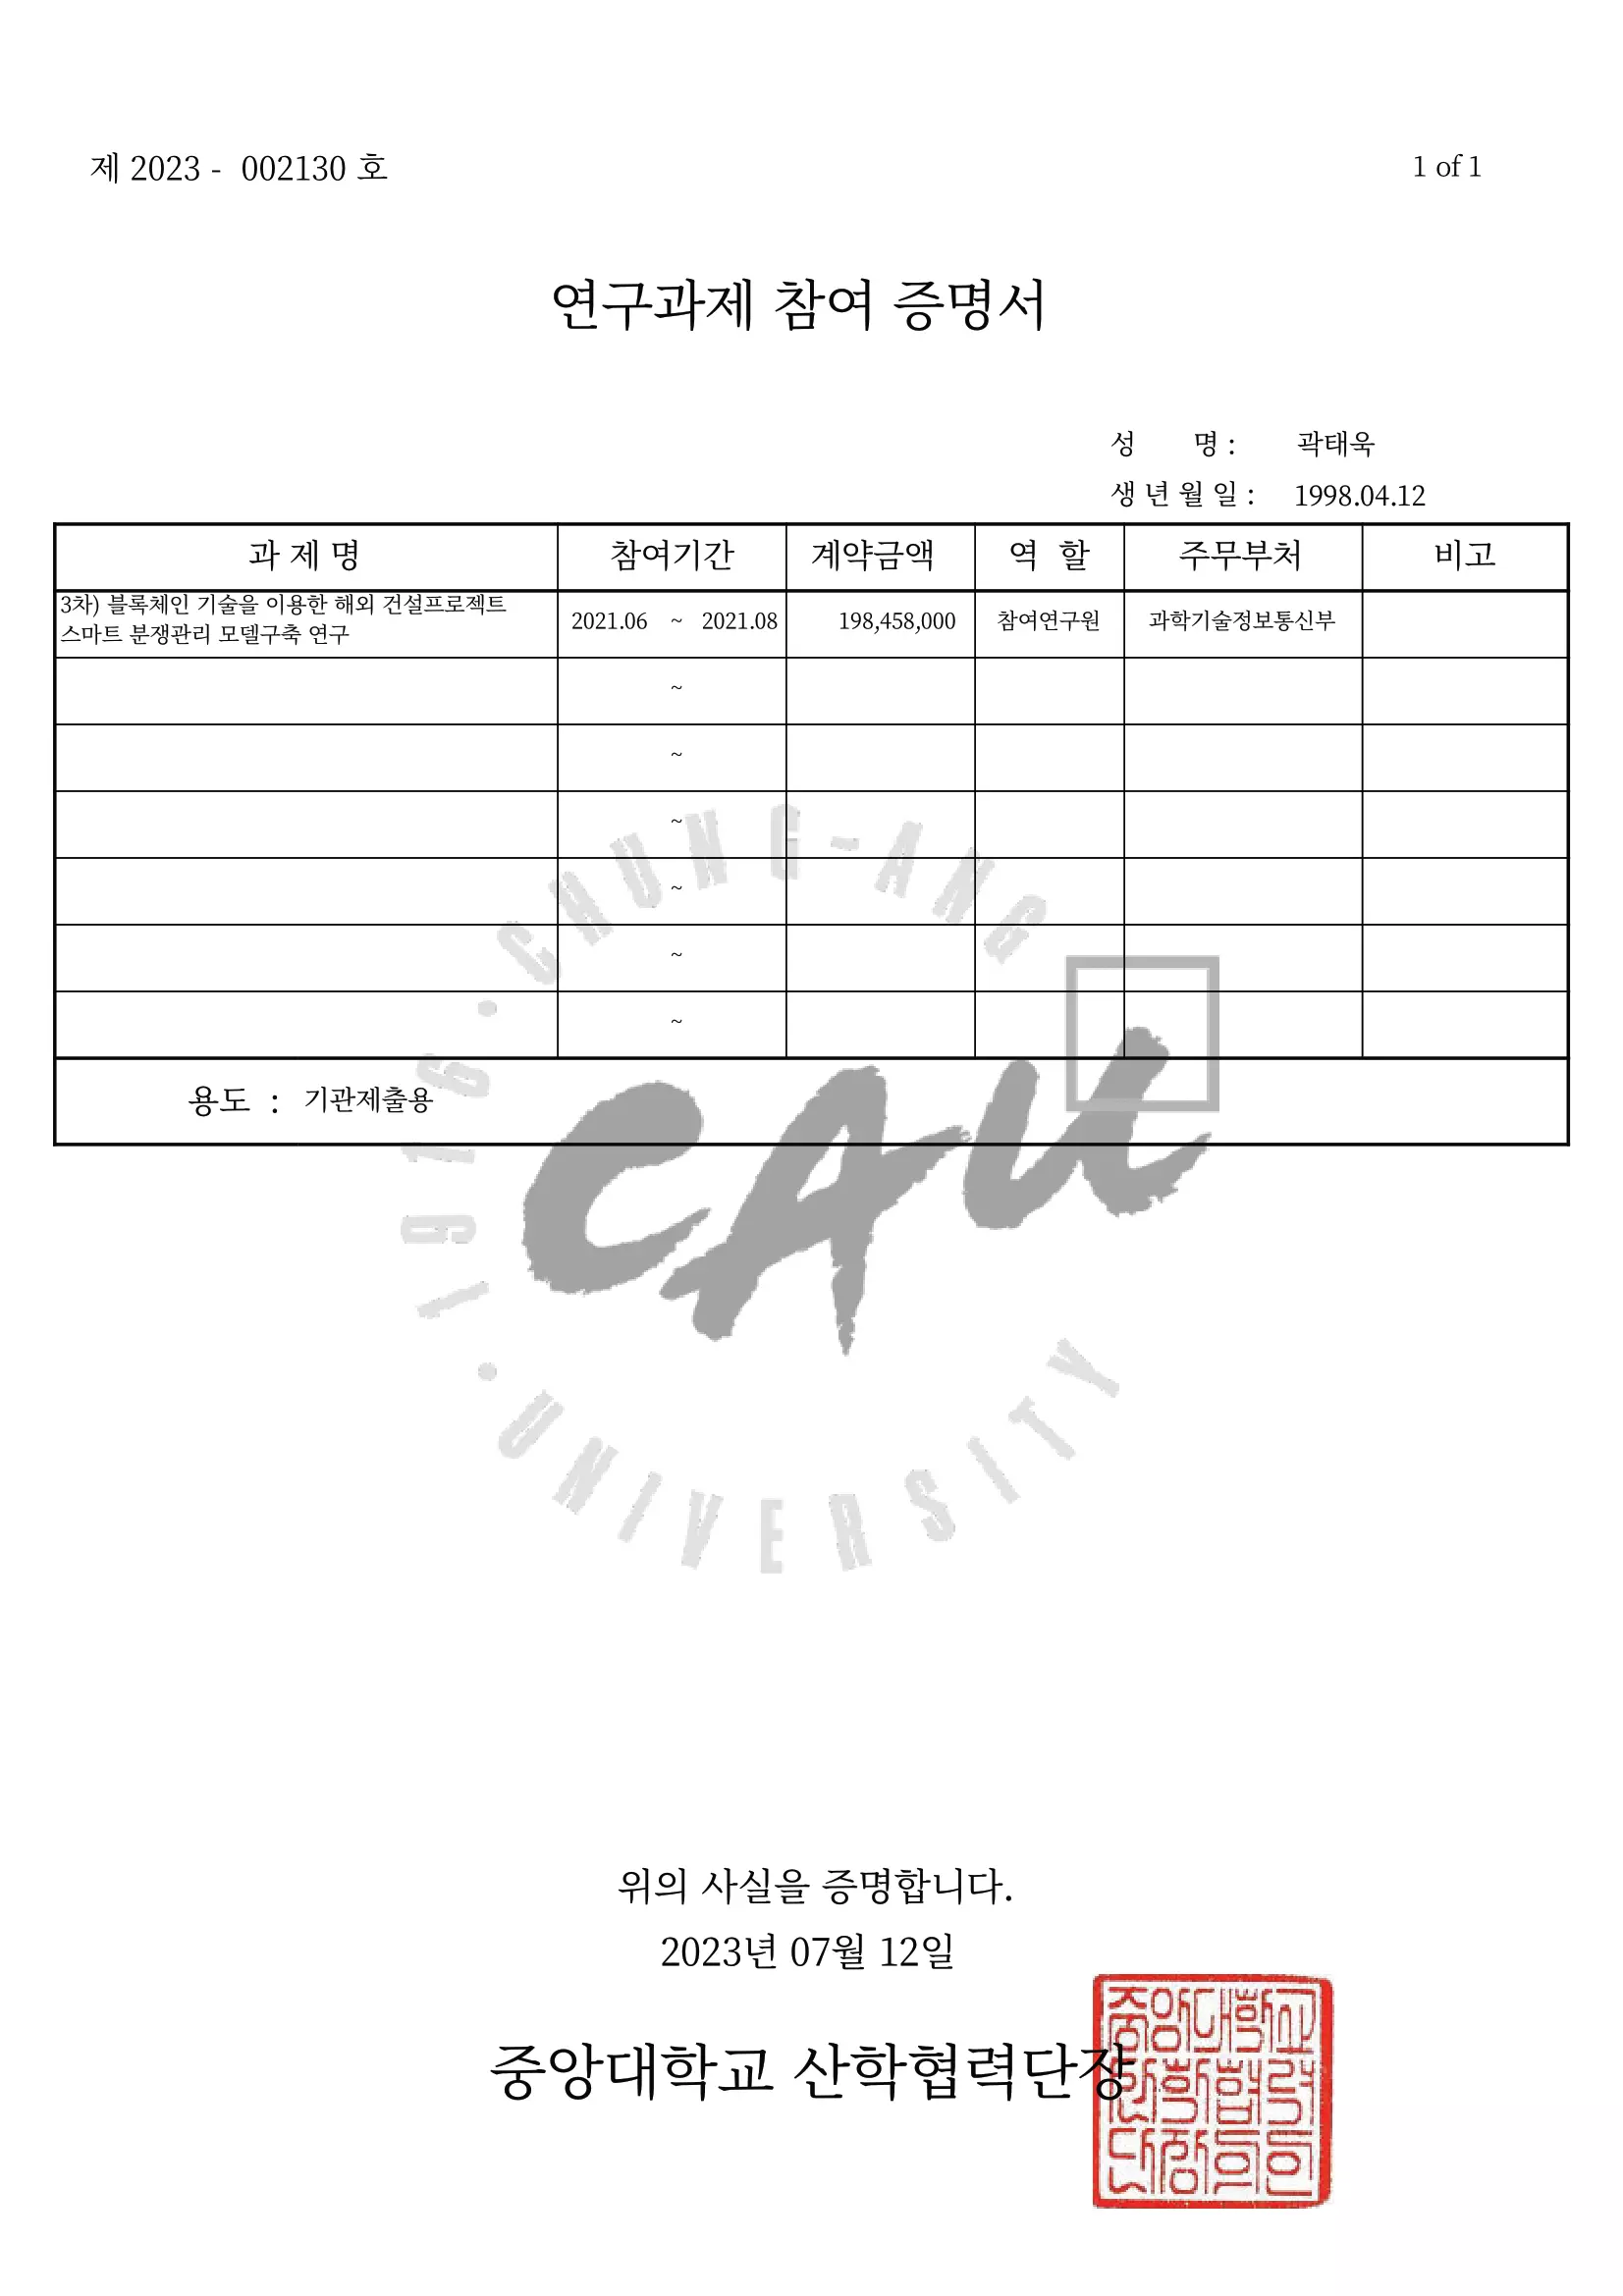 제 2023 - 002130 호
1 of 1
연구과제 참여 증명서
성 명 : 곽태욱
생 년 월 일 : 1998.04.12
과 제 명 참여기간 계약금액 역 할 주무부처 비고
3차) 블록체인 기술을 이용한 해외 건설프로젝트
스마트 분쟁관리 모델구축 연구
2021.06 ~ 2021.08 198,458,000 참여연구원 과학기술정보통신부
~
~
~
~
~
~
용도 : 기관제출용
1916 · CHUNG-ANG
CAU
· UNIVERSITY
위의 사실을 증명합니다.
2023년 07월 12일
중앙대학교 산학협력단장
중앙대학교
산학협력
단장의인